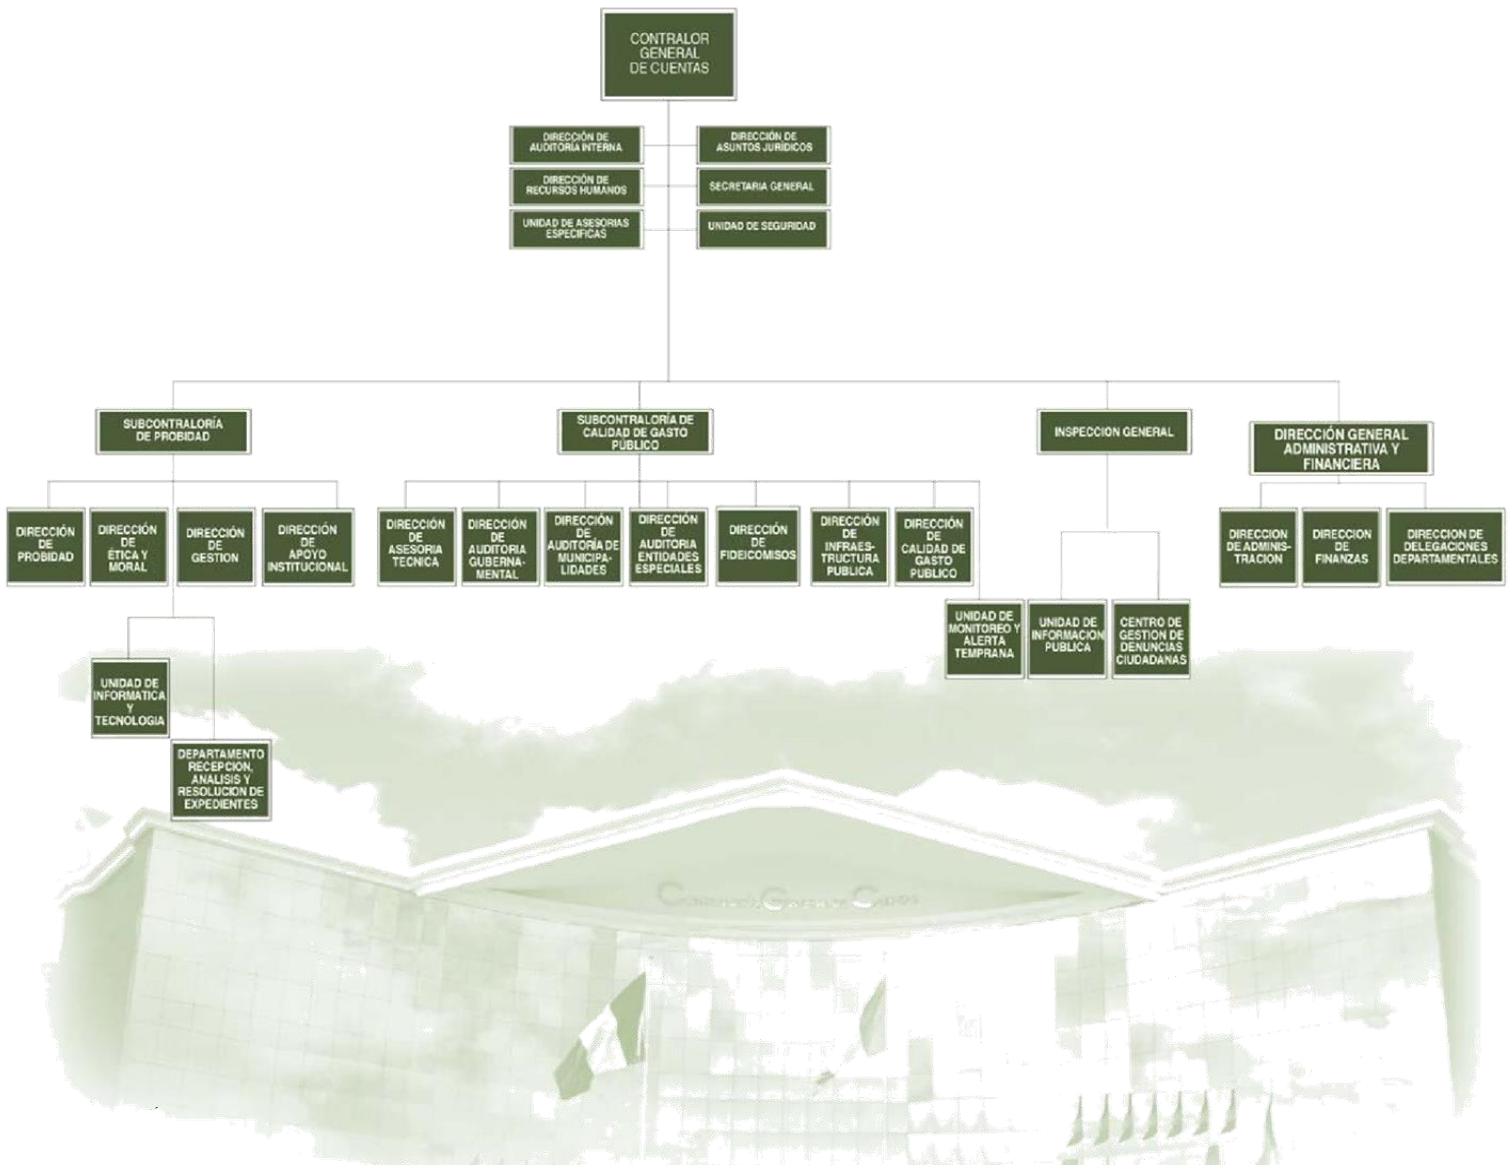 CONTRALOR
GENERAL
DE CUENTAS
DIRECCIÓN DE
AUDITORÍA INTERNA
DIRECCIÓN DE
ASUNTOS JURÍDICOS
DIRECCIÓN DE
RECURSOS HUMANOS
SECRETARIA GENERAL
UNIDAD DE ASESORIAS
ESPECIFICAS
UNIDAD DE SEGURIDAD
SUBCONTRALORÍA
DE PROBIDAD
SUBCONTRALORÍA DE
CALIDAD DE GASTO
PÚBLICO
INSPECCION GENERAL
DIRECCIÓN GENERAL
ADMINISTRATIVA Y
FINANCIERA
DIRECCIÓN
DE
PROBIDAD
DIRECCIÓN
DE
ÉTICA Y
MORAL
DIRECCIÓN
DE
GESTION
DIRECCIÓN
DE
APOYO
INSTITUCIONAL
DIRECCIÓN
DE
ASESORIA
TECNICA
DIRECCIÓN
DE
AUDITORIA
GUBERNA-
MENTAL
DIRECCIÓN
DE
AUDITORÍA DE
MUNICIPA-
LIDADES
DIRECCIÓN
DE
AUDITORIA
ENTIDADES
ESPECIALES
DIRECCIÓN
DE
FIDEICOMISOS
DIRECCIÓN
DE
INFRAES-
TRUCTURA
PUBLICA
DIRECCIÓN
DE
CALIDAD DE
GASTO
PUBLICO
DIRECCION
DE ADMINIS-
TRACION
DIRECCION
DE
FINANZAS
DIRECCION DE
DELEGACIONES
DEPARTAMENTALES
UNIDAD DE
MONITOREO Y
ALERTA
TEMPRANA
UNIDAD DE
INFORMACION
PUBLICA
CENTRO DE
GESTION DE
DENUNCIAS
CIUDADANAS
UNIDAD DE
INFORMATICA
Y
TECNOLOGIA
DEPARTAMENTO
RECEPCION,
ANALISIS Y
RESOLUCION DE
EXPEDIENTES